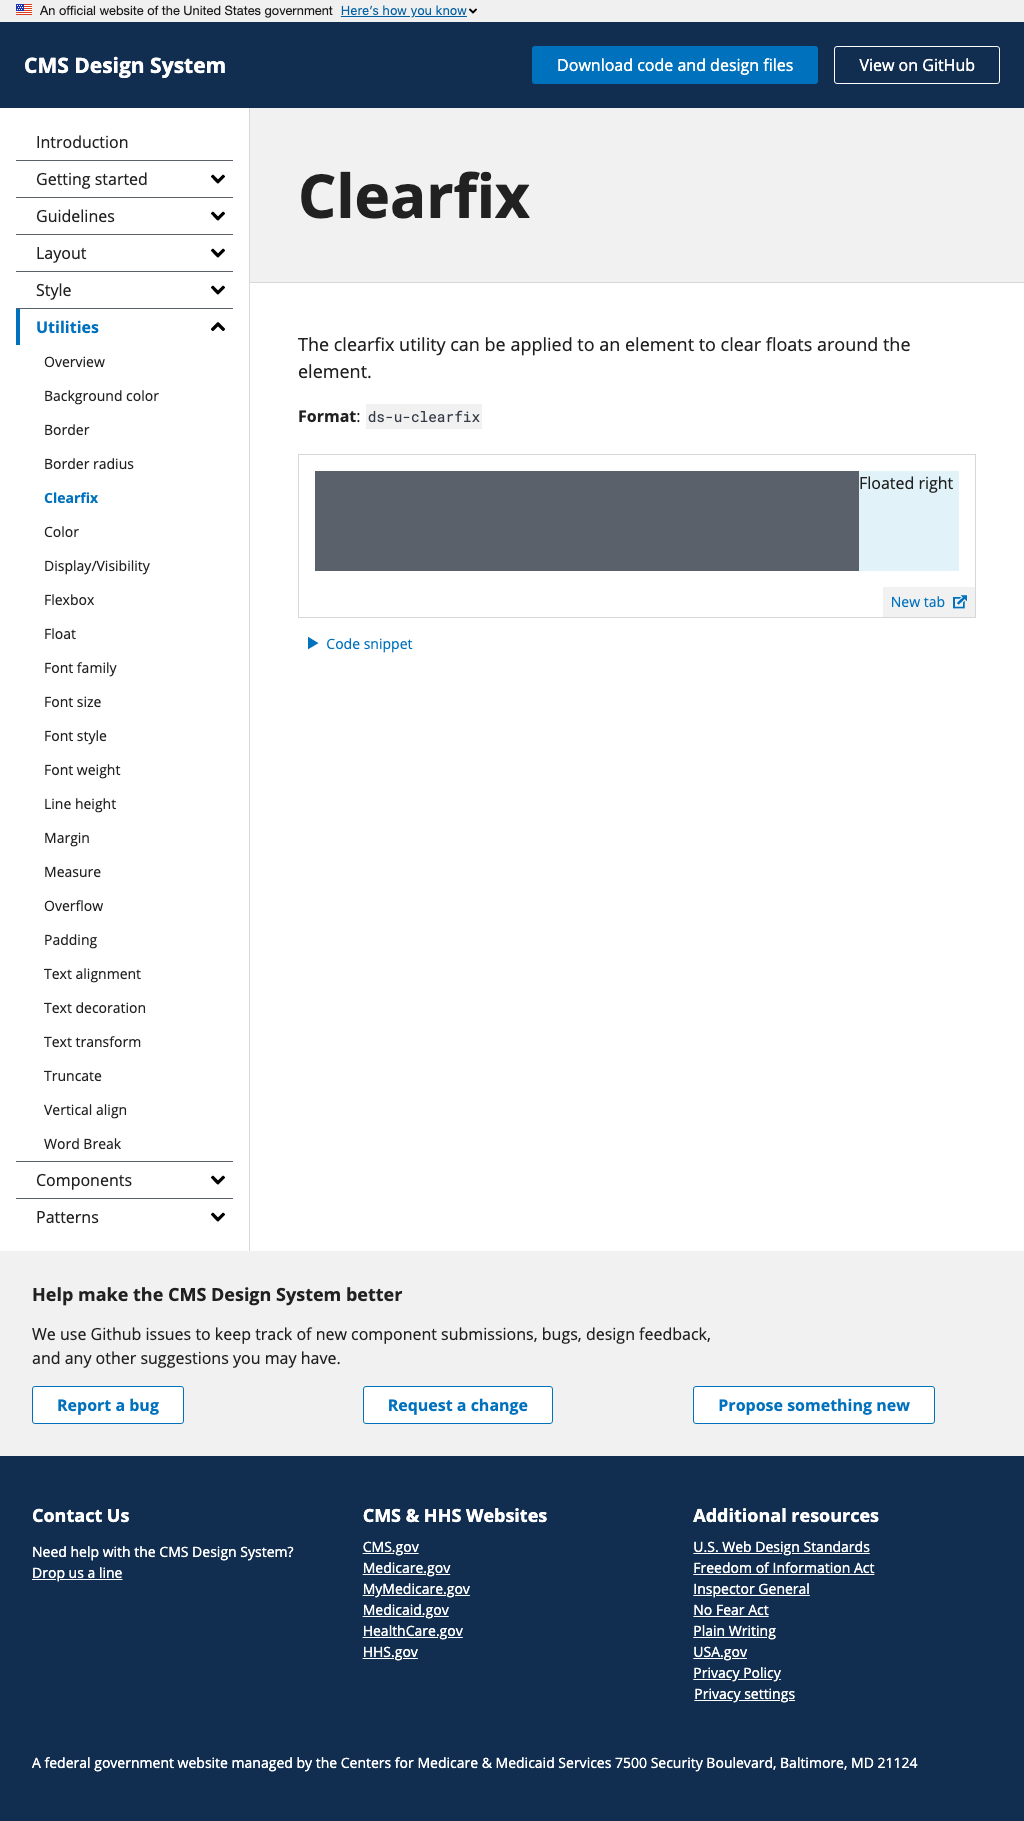 An official website of the United States government Here's how you know
CMS Design System
Download code and design files
View on GitHub
Introduction
Getting started
Guidelines
Layout
Style
Utilities
Overview
Background color
Border
Border radius
Clearfix
Color
Display/Visibility
Flexbox
Float
Font family
Font size
Font style
Font weight
Line height
Margin
Measure
Overflow
Padding
Text alignment
Text decoration
Text transform
Truncate
Vertical align
Word Break
Components
Patterns
Clearfix
The clearfix utility can be applied to an element to clear floats around the
element.
Format: ds-u-clearfix
Floated right
New tab
Code snippet
Help make the CMS Design System better
We use Github issues to keep track of new component submissions, bugs, design feedback,
and any other suggestions you may have.
Report a bug
Request a change
Propose something new
Contact Us
Need help with the CMS Design System?
Drop us a line
CMS & HHS Websites
CMS.gov
Medicare.gov
MyMedicare.gov
Medicaid.gov
HealthCare.gov
HHS.gov
Additional resources
U.S. Web Design Standards
Freedom of Information Act
Inspector General
No Fear Act
Plain Writing
USA.gov
Privacy Policy
Privacy settings
A federal government website managed by the Centers for Medicare & Medicaid Services 7500 Security Boulevard, Baltimore, MD 21124